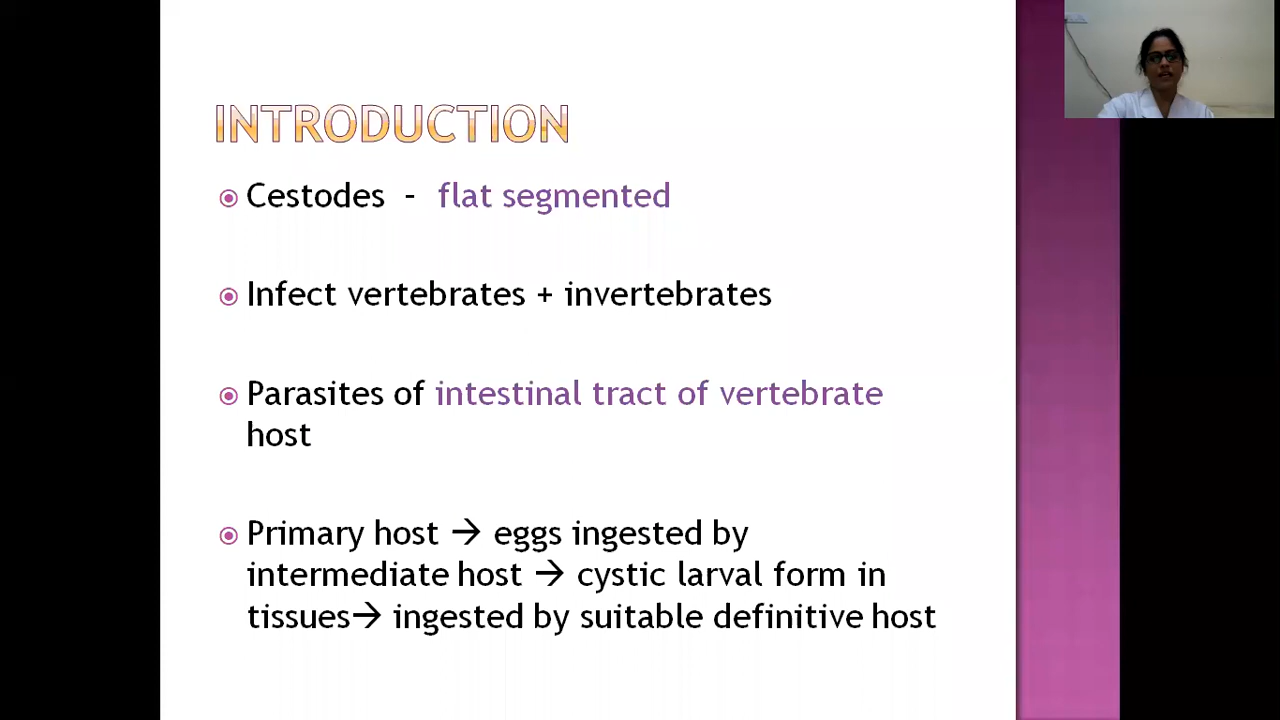 INTRODUCTION
Cestodes - flat segmented
Infect vertebrates + invertebrates
Parasites of intestinal tract of vertebrate
host
Primary host → eggs ingested by
intermediate host → cystic larval form in
tissues→ ingested by suitable definitive host